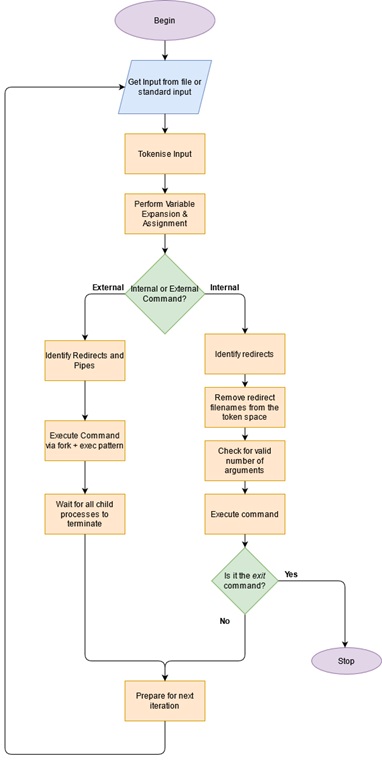 Begin
Get Input from file or
standard input
Tokenise Input
Perform Variable
Expansion &
Assignment
External
Internal or External
Command?
Internal
Identify Redirects and
Pipes
Identify redirects
Remove redirect
filenames from the
token space
Execute Command
via fork + exec pattern
Check for valid
number of
arguments
Wait for all child
processes to
terminate
Execute command
Is it the exit
command?
Yes
No
Stop
Prepare for next
iteration